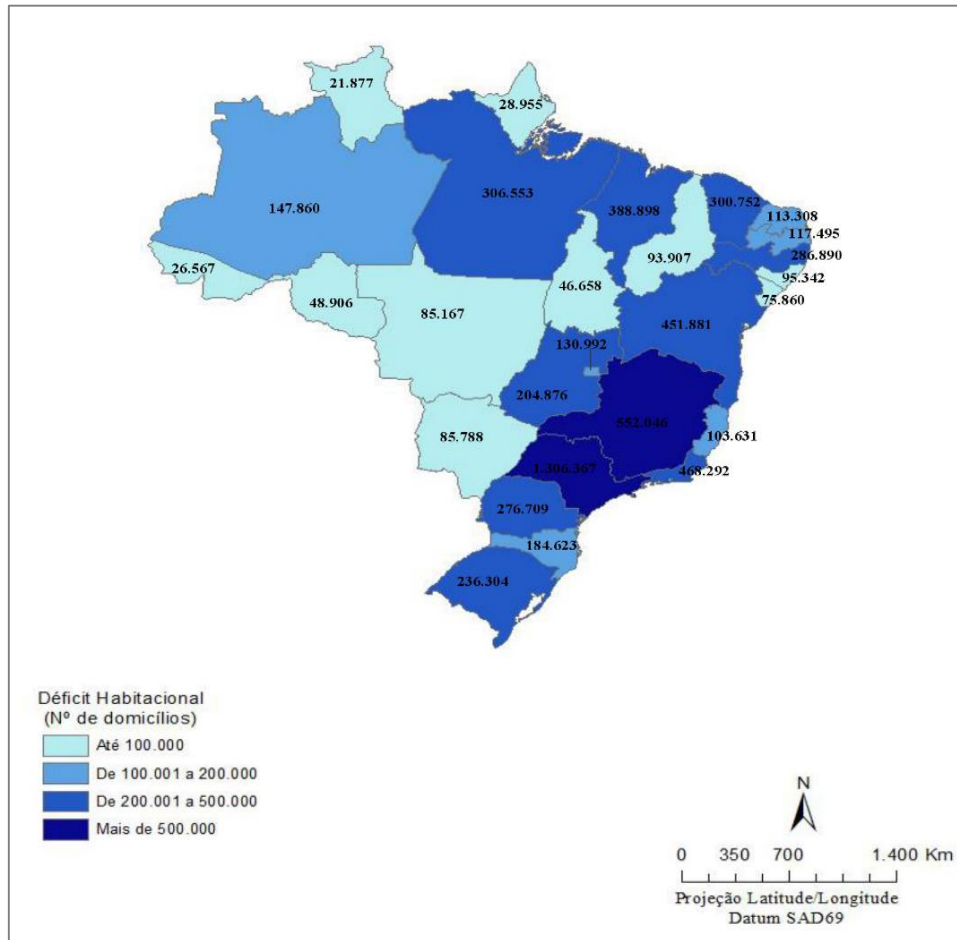 21.877
28.955
306.553
147.860
388.898
300.752
113.308
117.495
93.907
286.890
26.567
95.342
46.658
48.906
85.167
75.860
451.881
130.992
204.876
552.046
103.631
85.788
1.306.367
468.292
276.709
184.623
236.304
Déficit Habitacional
(Nº de domicílios)
Até 100.000
De 100.001 a 200.000
De 200.001 a 500.000
Mais de 500.000
N
0 350 700 1.400 Km
Projeção Latitude/Longitude
Datum SAD69